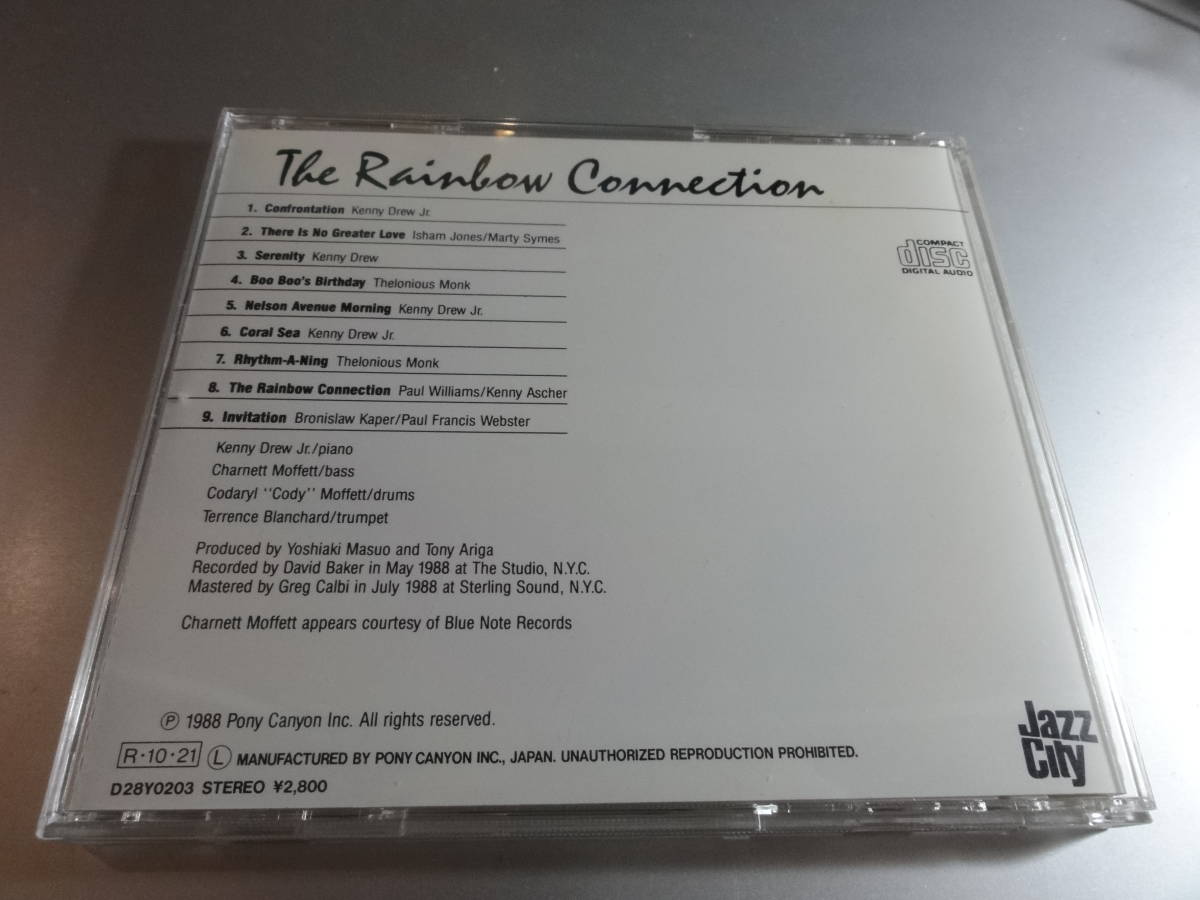 The Rainbow Connection
1. Confrontation Kenny Drew Jr.
2. There Is No Greater Love Isham Jones/Marty Symes
3. Serenity Kenny Drew
4. Boo Boo's Birthday Thelonious Monk
5. Nelson Avenue Morning Kenny Drew Jr.
6. Coral Sea Kenny Drew Jr.
7. Rhythm-A-Ning Thelonious Monk
8. The Rainbow Connection Paul Williams/Kenny Ascher
9. Invitation Bronislaw Kaper/Paul Francis Webster
COMPACT
disc
DIGITAL AUDIO
Kenny Drew Jr./piano
Charnett Moffett/bass
Codaryl "Cody" Moffett/drums
Terrence Blanchard/trumpet
Produced by Yoshiaki Masuo and Tony Ariga
Recorded by David Baker in May 1988 at The Studio, N.Y.C.
Mastered by Greg Calbi in July 1988 at Sterling Sound, N.Y.C.
Charnett Moffett appears courtesy of Blue Note Records
Ⓟ 1988 Pony Canyon Inc. All rights reserved.
R·10·21 Ⓛ MANUFACTURED BY PONY CANYON INC., JAPAN. UNAUTHORIZED REPRODUCTION PROHIBITED.
D28Y0203 STEREO ¥2,800
Jazz
City